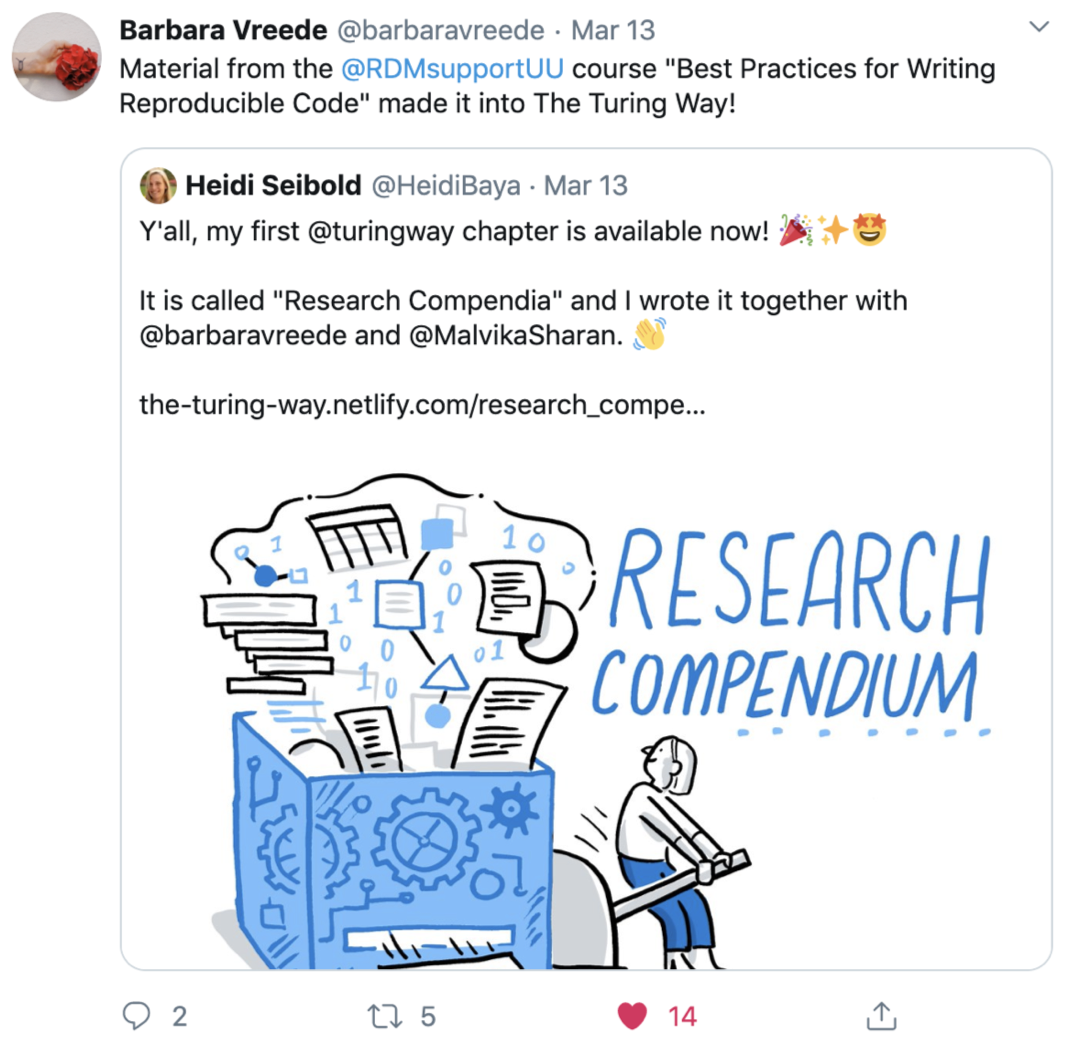 Barbara Vreede @barbaravreede · Mar 13
Material from the @RDMsupportUU course "Best Practices for Writing
Reproducible Code" made it into The Turing Way!
Heidi Seibold @HeidiBaya · Mar 13
Y'all, my first @turingway chapter is available now! 🎉✨🤩
It is called "Research Compendia" and I wrote it together with
@barbaravreede and @MalvikaSharan. 👋
the-turing-way.netlify.com/research_compe...
1
1 0
0
1
0
1
1
0
0
0 1
1 0
RESEARCH
COMPENDIUM
2
5
14